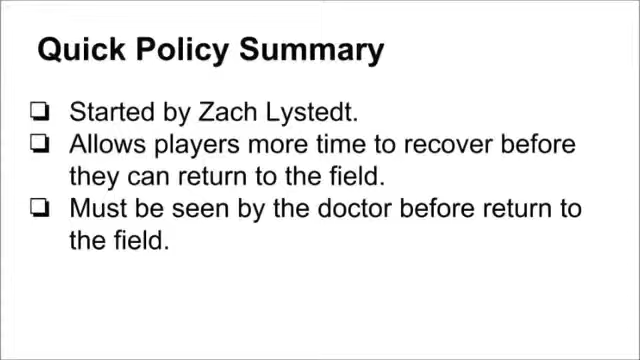 Quick Policy Summary
❏ Started by Zach Lystedt.
❏ Allows players more time to recover before
they can return to the field.
❏ Must be seen by the doctor before return to
the field.